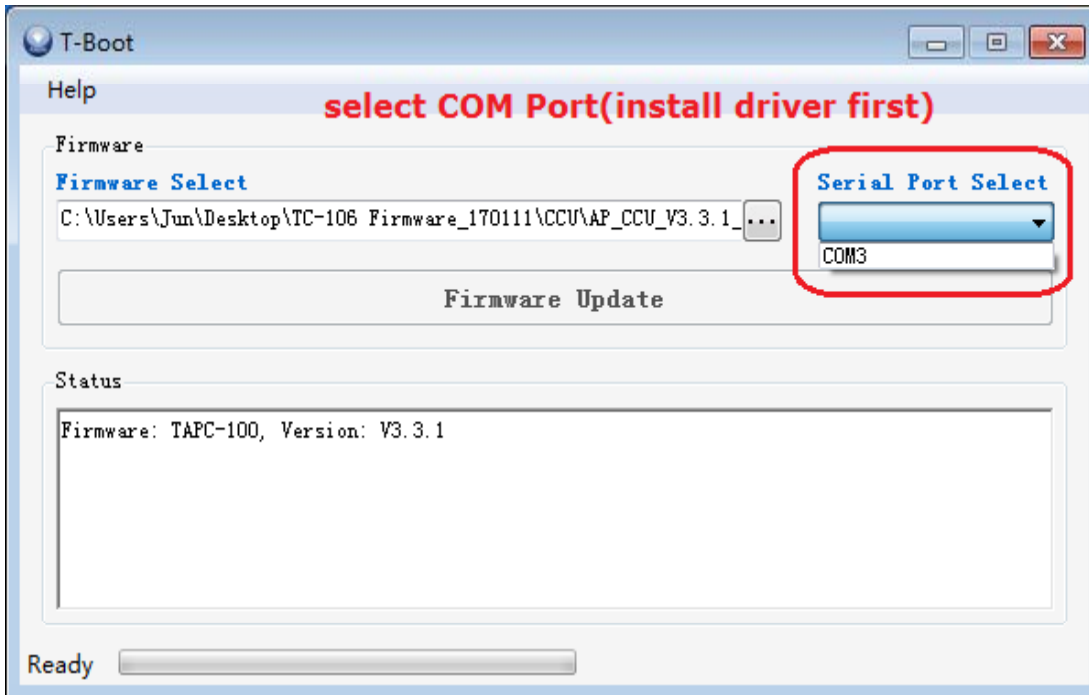 T-Boot
Help
select COM Port(install driver first)
Firmware
Firmware Select
Serial Port Select
C:\Users\Jun\Desktop\TC-106 Firmware_170111\CCU\AP_CCU_V3.3.1_
...
COM3
Firmware Update
Status
Firmware: TAPC-100, Version: V3.3.1
Ready